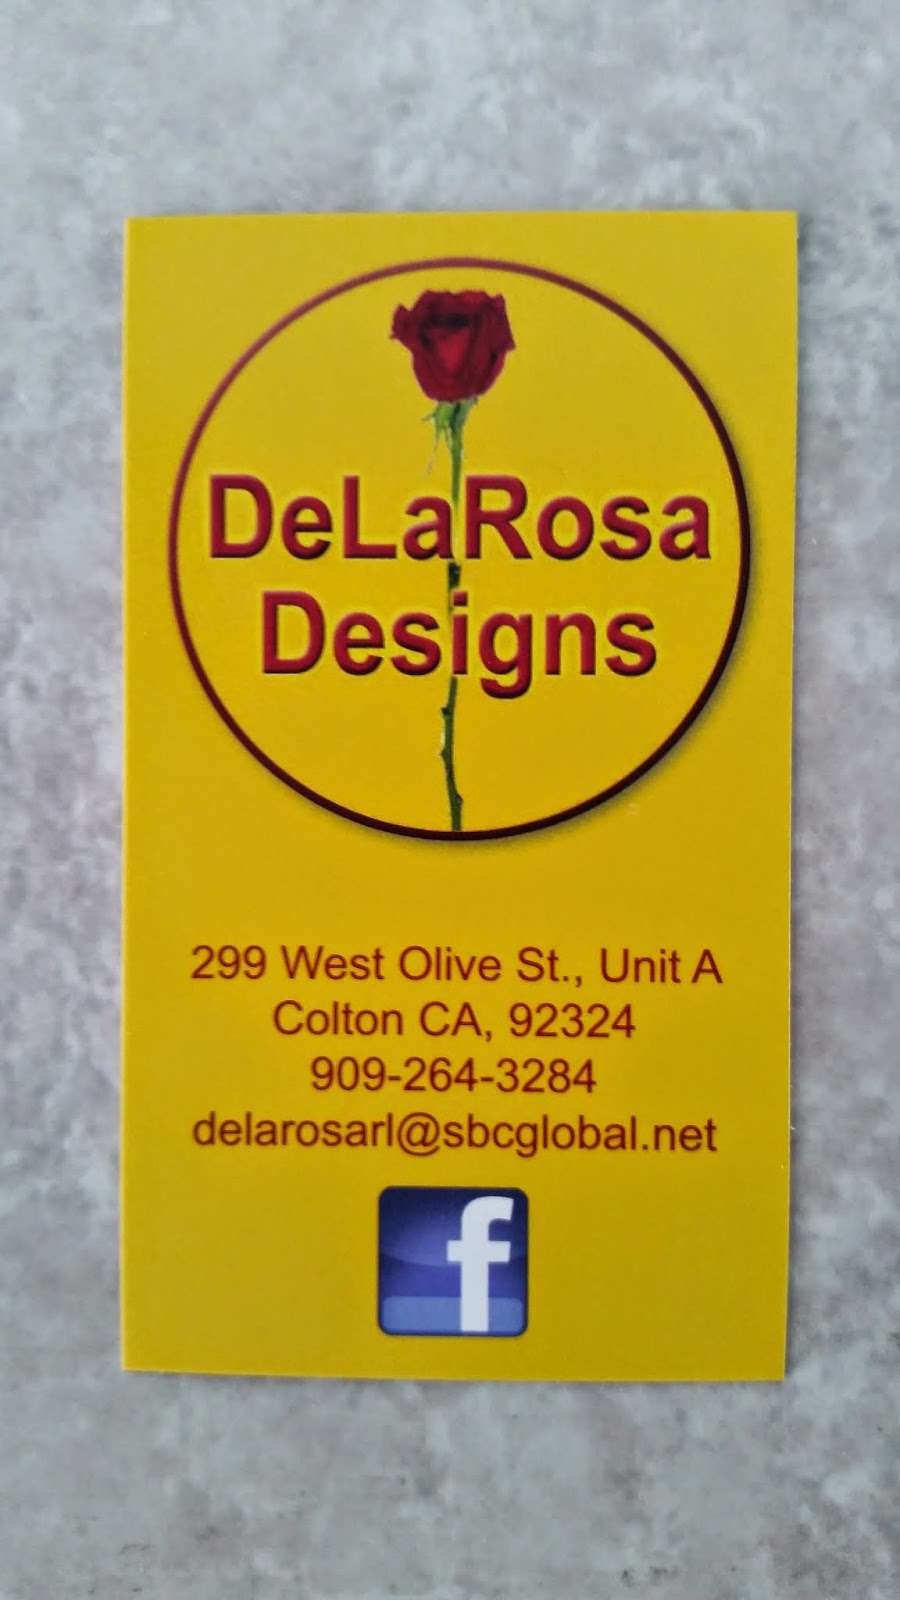 DeLaRosa
Designs
299 West Olive St., Unit A
Colton CA, 92324
909-264-3284
delarosarl@sbcglobal.net
f